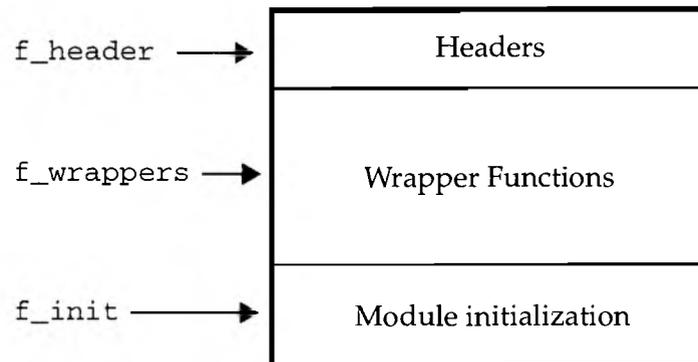 f_header
Headers
f_wrappers
Wrapper Functions
f_init
Module initialization